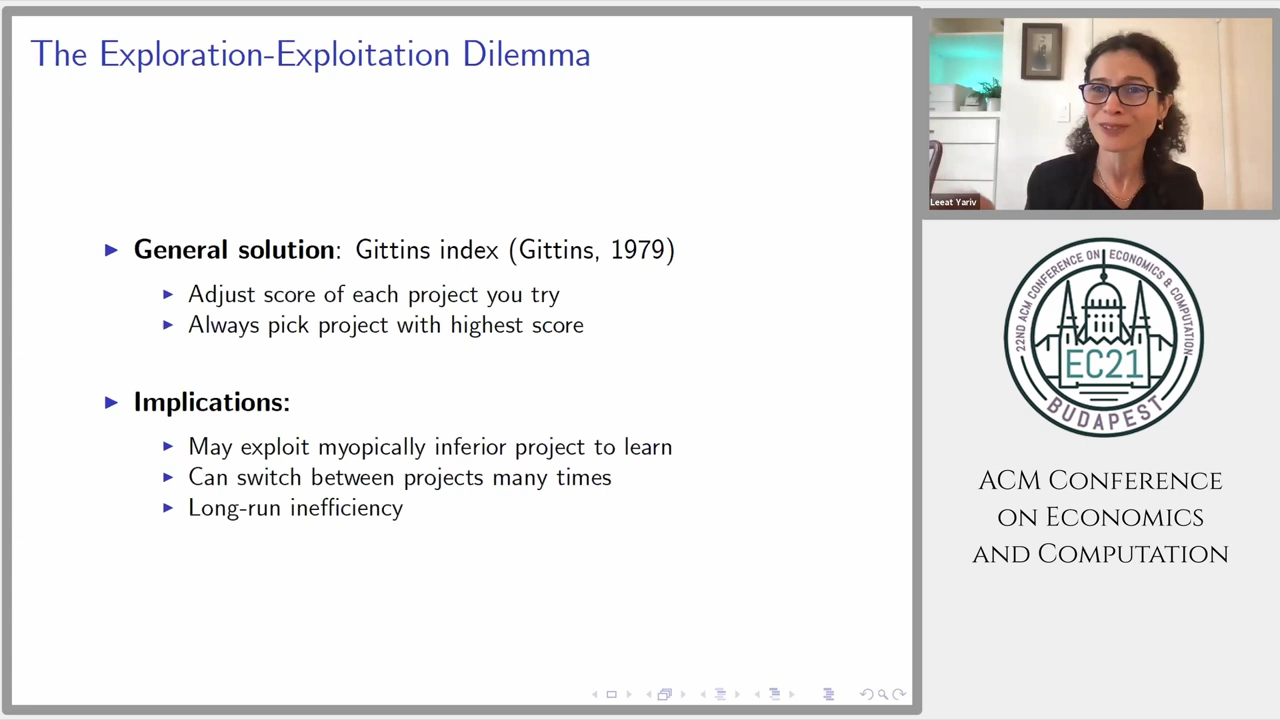 The Exploration-Exploitation Dilemma
General solution: Gittins index (Gittins, 1979)
Adjust score of each project you try
Always pick project with highest score
Implications:
May exploit myopically inferior project to learn
Can switch between projects many times
Long-run inefficiency
Leeat Yariv
22ND ACM CONFERENCE ON ECONOMICS & COMPUTATION
EC21
BUDAPEST
ACM Conference
on Economics
and Computation